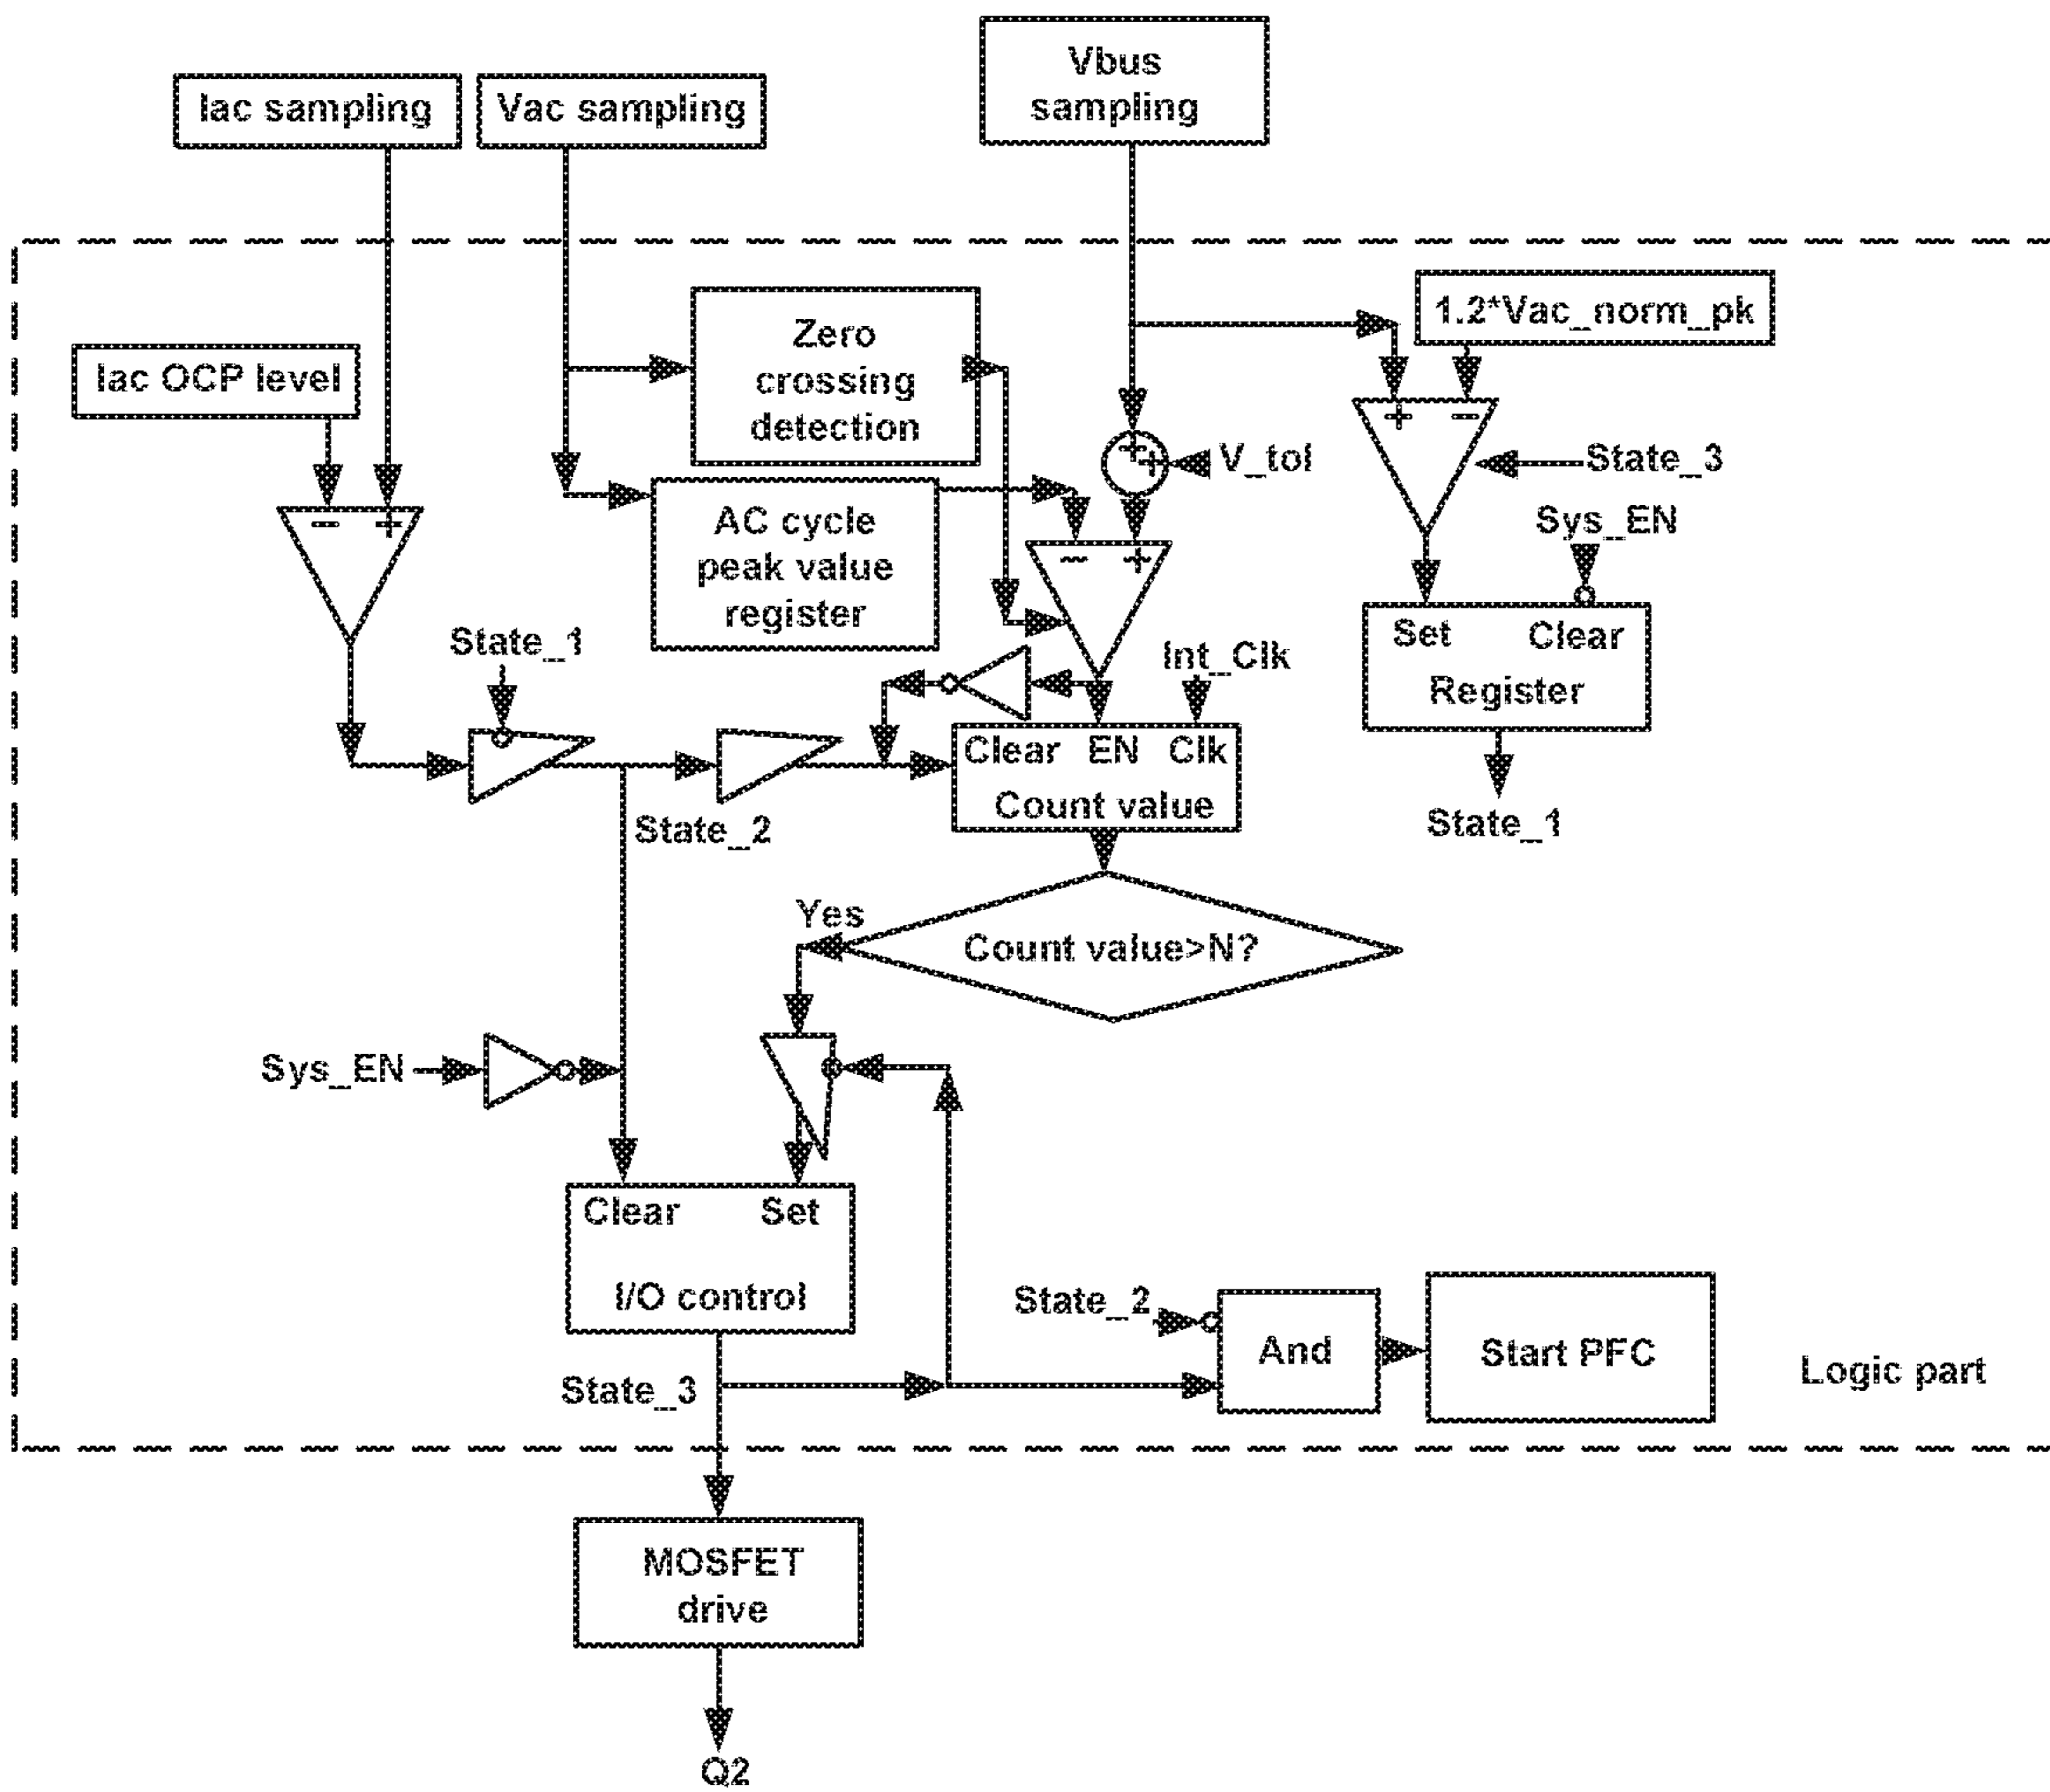 Vbus
sampling
Iac sampling
Vac sampling
1.2*Vac_norm_pk
Iac OCP level
Zero
crossing
detection
+ -
+
+
V_tol
State_3
Sys_EN
- +
AC cycle
peak value
register
- +
Set Clear
Register
State_1
Int_Clk
Clear EN Clk
Count value
State_1
State_2
Yes
Count value>N?
Sys_EN
Clear Set
I/O control
State_2
And
Start PFC
Logic part
State_3
MOSFET
drive
Q2